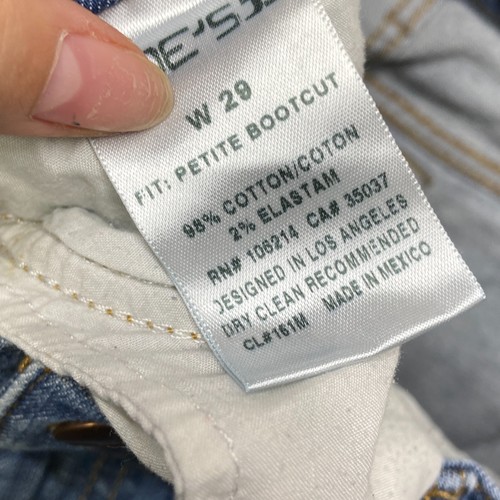 W 29
FIT: PETITE BOOTCUT
98% COTTON/COTON
2% ELASTAM
RN# 106214 CA# 35037
DESIGNED IN LOS ANGELES
DRY CLEAN RECOMMENDED
CL#161M MADE IN MEXICO